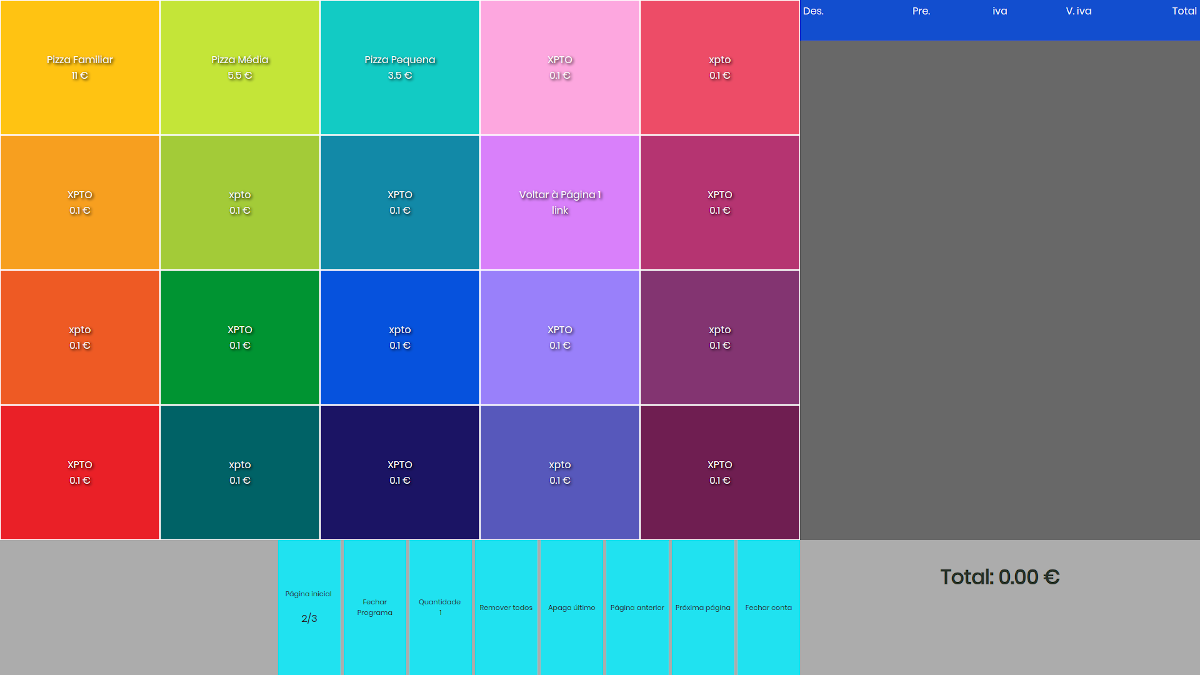 Pizza Familiar
11 €
Pizza Média
5.5 €
Pizza Pequena
3.5 €
XPTO
0.1 €
xpto
0.1 €
XPTO
0.1 €
xpto
0.1 €
XPTO
0.1 €
Voltar à Página 1
link
XPTO
0.1 €
xpto
0.1 €
XPTO
0.1 €
xpto
0.1 €
XPTO
0.1 €
xpto
0.1 €
XPTO
0.1 €
xpto
0.1 €
XPTO
0.1 €
xpto
0.1 €
XPTO
0.1 €
Des. Pre. iva V. iva Total
Página inicial
2/3
Fechar
Programa
Quantidade
1
Remover todos
Apaga último
Página anterior
Próxima página
Fechar conta
Total: 0.00 €